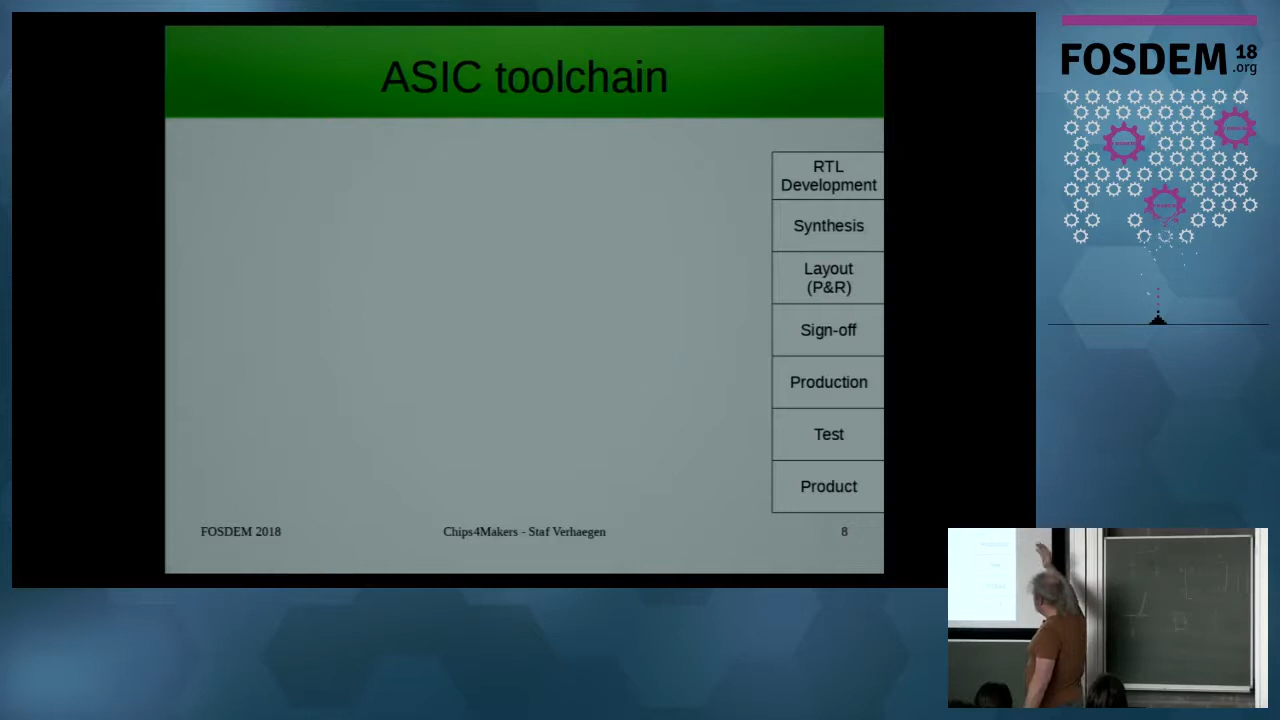 ASIC toolchain
RTL
Development
Synthesis
Layout
(P&R)
Sign-off
Production
Test
Product
FOSDEM 2018
Chips4Makers - Staf Verhaegen
8
FOSDEM 18
.org